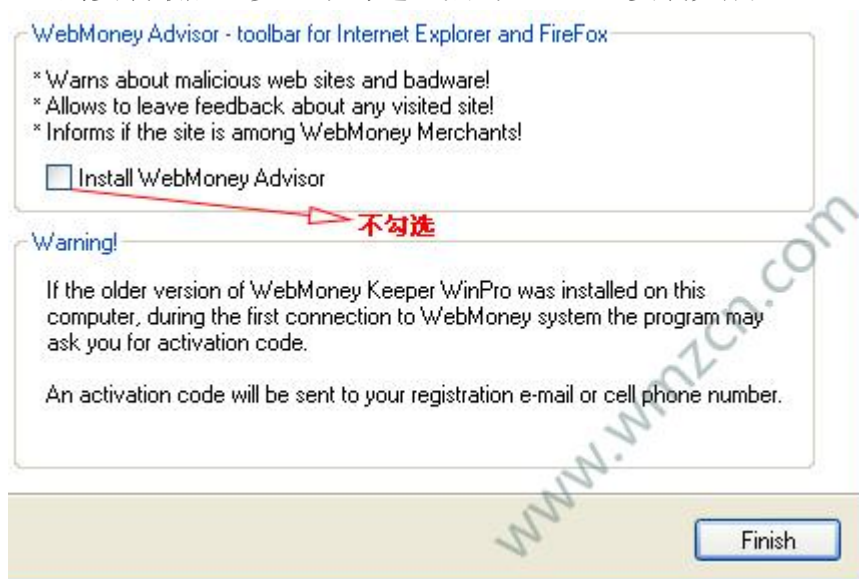 WebMoney Advisor - toolbar for Internet Explorer and FireFox
* Warns about malicious web sites and badware!
* Allows to leave feedback about any visited site!
* Informs if the site is among WebMoney Merchants!
Install WebMoney Advisor
不勾选
Warning!
If the older version of WebMoney Keeper WinPro was installed on this
computer, during the first connection to WebMoney system the program may
ask you for activation code.
An activation code will be sent to your registration e-mail or cell phone number.
www.wmzcn.com
Finish